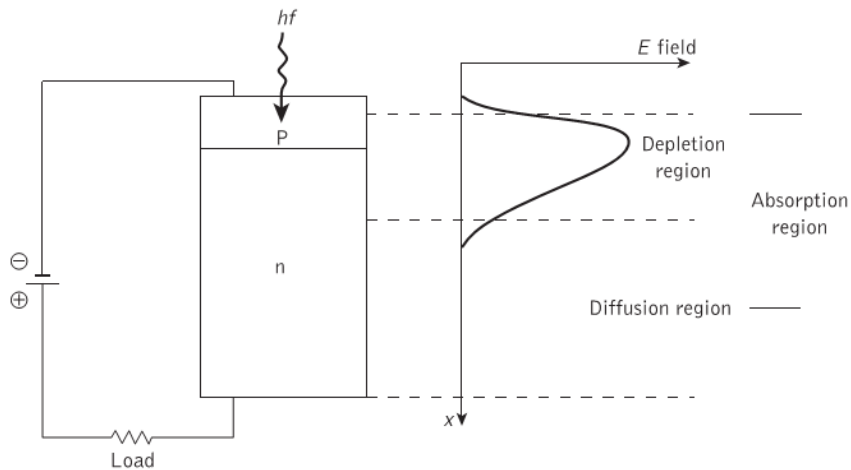 hf
E field
P
Depletion
region
Absorption
region
n
⊖
⊕
Diffusion region
x
Load